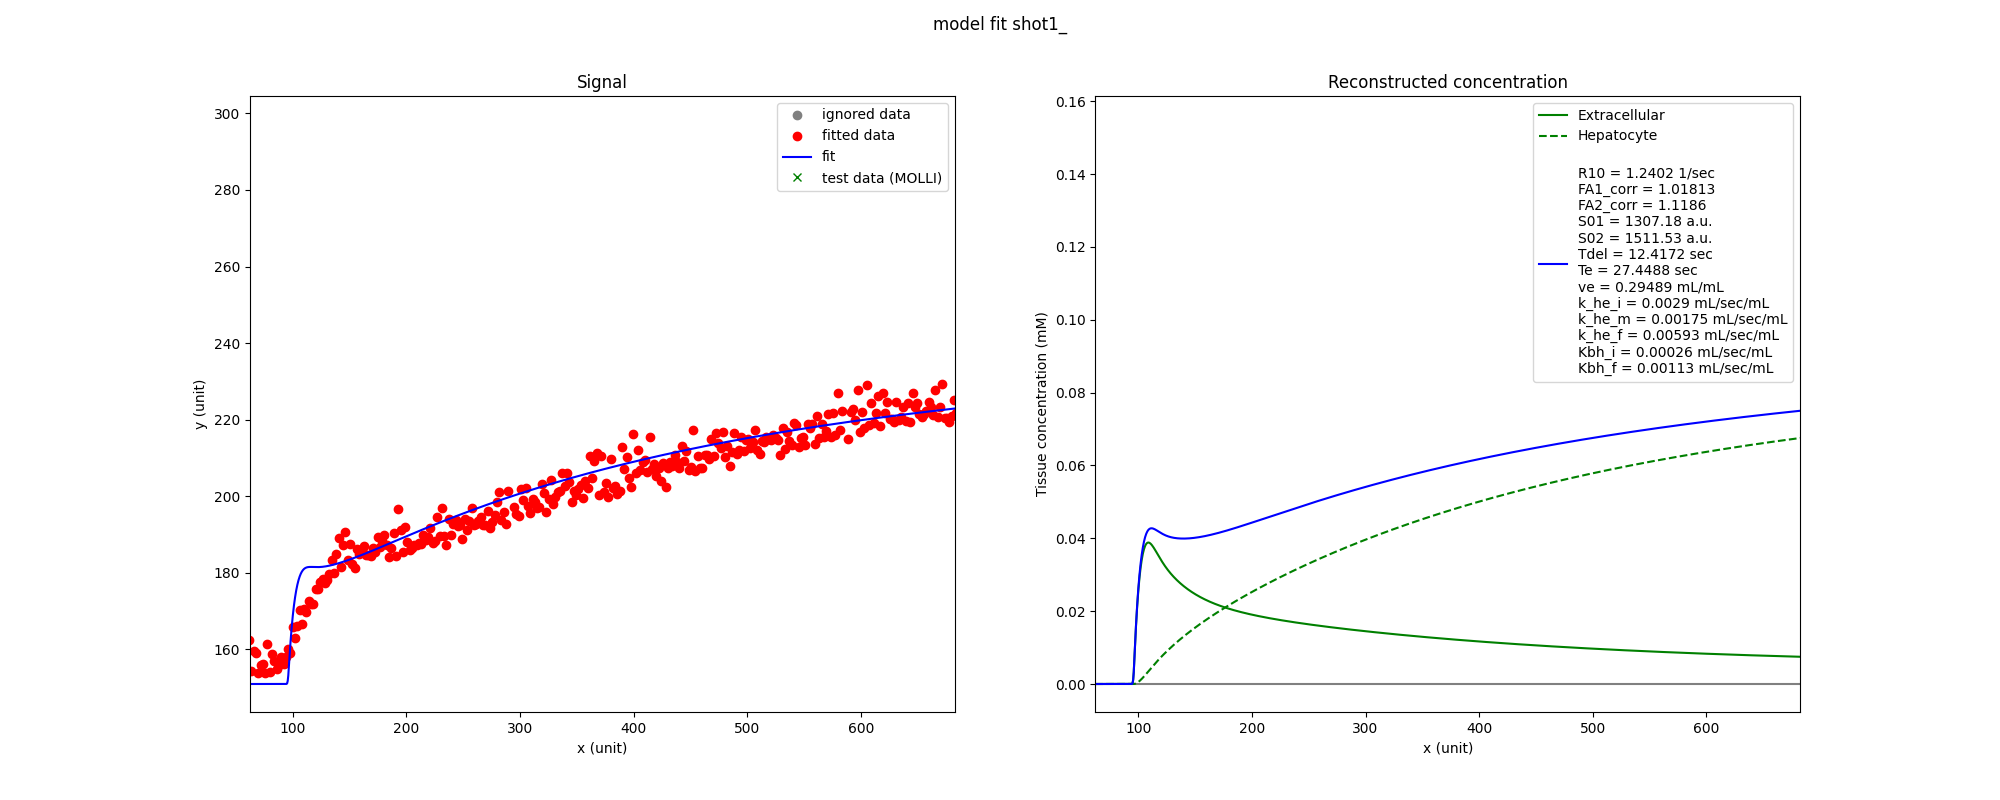 model fit shot1_
Signal
300
280
260
240
220
200
180
160
y (unit)
100 200 300 400 500 600
x (unit)
ignored data
fitted data
fit
test data (MOLLI)
Reconstructed concentration
0.16
0.14
0.12
0.10
0.08
0.06
0.04
0.02
0.00
Tissue concentration (mM)
100 200 300 400 500 600
x (unit)
Extracellular
Hepatocyte
R10 = 1.2402 1/sec
FA1_corr = 1.01813
FA2_corr = 1.1186
S01 = 1307.18 a.u.
S02 = 1511.53 a.u.
Tdel = 12.4172 sec
Te = 27.4488 sec
ve = 0.29489 mL/mL
k_he_i = 0.0029 mL/sec/mL
k_he_m = 0.00175 mL/sec/mL
k_he_f = 0.00593 mL/sec/mL
Kbh_i = 0.00026 mL/sec/mL
Kbh_f = 0.00113 mL/sec/mL